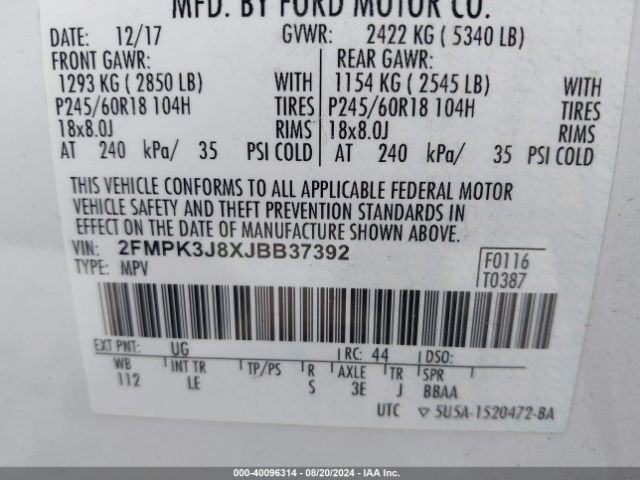 MFD. BY FORD MOTOR CO.
DATE: 12/17 GVWR: 2422 KG ( 5340 LB)
FRONT GAWR: REAR GAWR:
1293 KG ( 2850 LB) WITH 1154 KG ( 2545 LB) WITH
P245/60R18 104H TIRES P245/60R18 104H TIRES
18x8.0J RIMS 18x8.0J RIMS
AT 240 kPa/ 35 PSI COLD AT 240 kPa/ 35 PSI COLD
THIS VEHICLE CONFORMS TO ALL APPLICABLE FEDERAL MOTOR
VEHICLE SAFETY AND THEFT PREVENTION STANDARDS IN
EFFECT ON THE DATE OF MANUFACTURE SHOWN ABOVE.
VIN: 2FMPK3J8XJBB37392 F0116
TYPE: MPV T0387
EXT PNT: UG RC: 44 DSO:
WB INT TR TP/PS R AXLE TR SPR
112 LE S 3E J BBAA
UTC ▽ 5U5A-1520472-BA
000-40096314 - 08/20/2024 - IAAI.COM